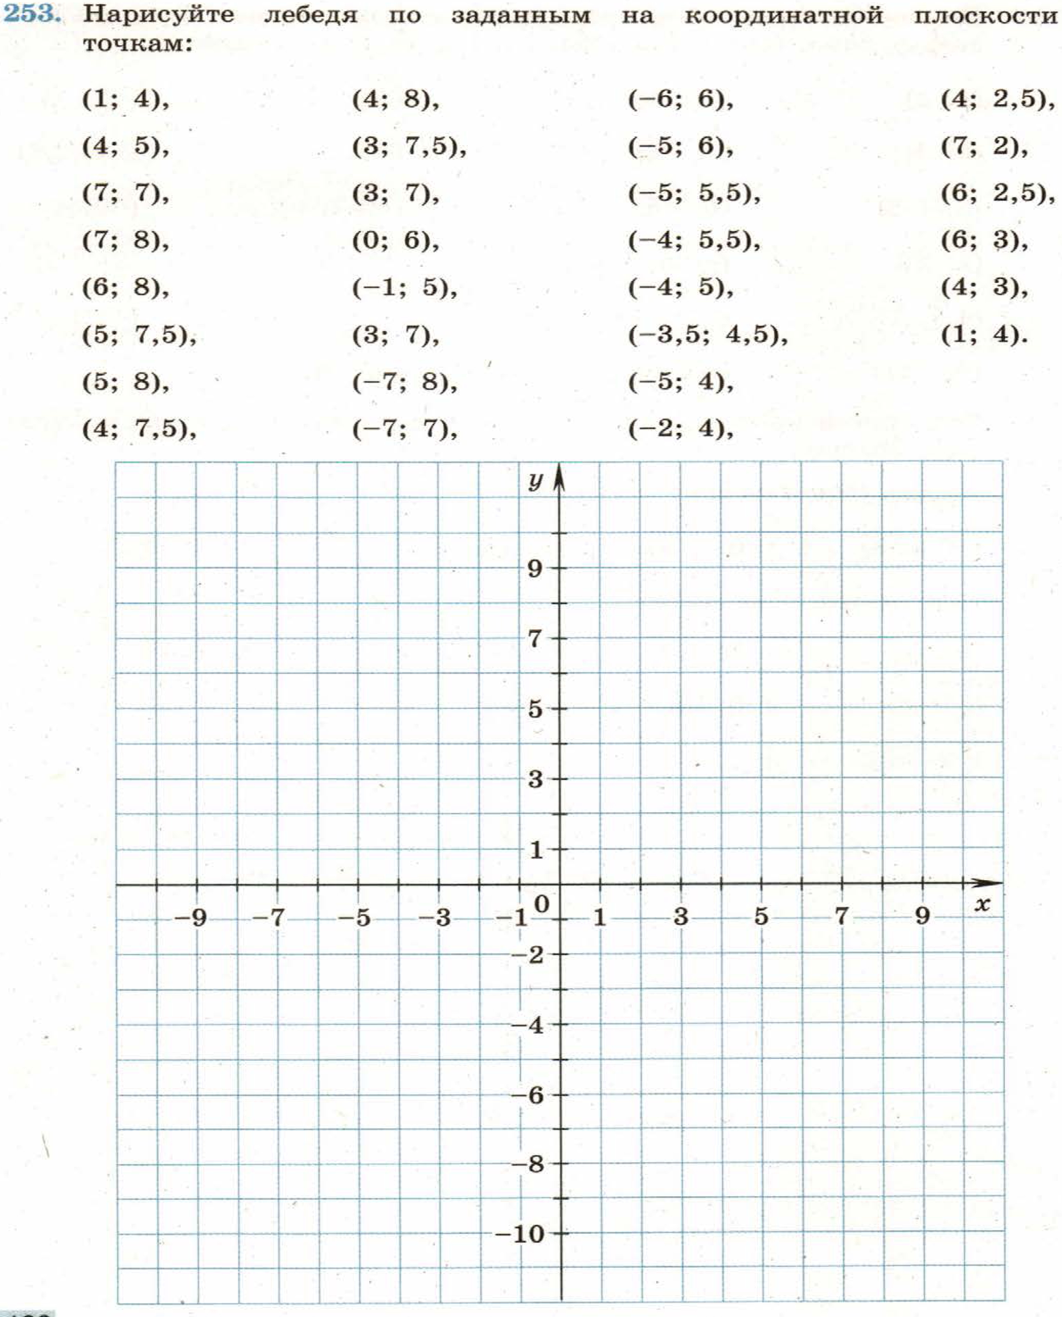 253. Нарисуйте лебедя по заданным на координатной плоскости
точкам:
(1; 4), (4; 8), (−6; 6), (4; 2,5),
(4; 5), (3; 7,5), (−5; 6), (7; 2),
(7; 7), (3; 7), (−5; 5,5), (6; 2,5),
(7; 8), (0; 6), (−4; 5,5), (6; 3),
(6; 8), (−1; 5), (−4; 5), (4; 3),
(5; 7,5), (3; 7), (−3,5; 4,5), (1; 4).
(5; 8), (−7; 8), (−5; 4),
(4; 7,5), (−7; 7), (−2; 4),
y
9
7
5
3
1
−9 −7 −5 −3 −1 0 1 3 5 7 9 x
−2
−4
−6
−8
−10